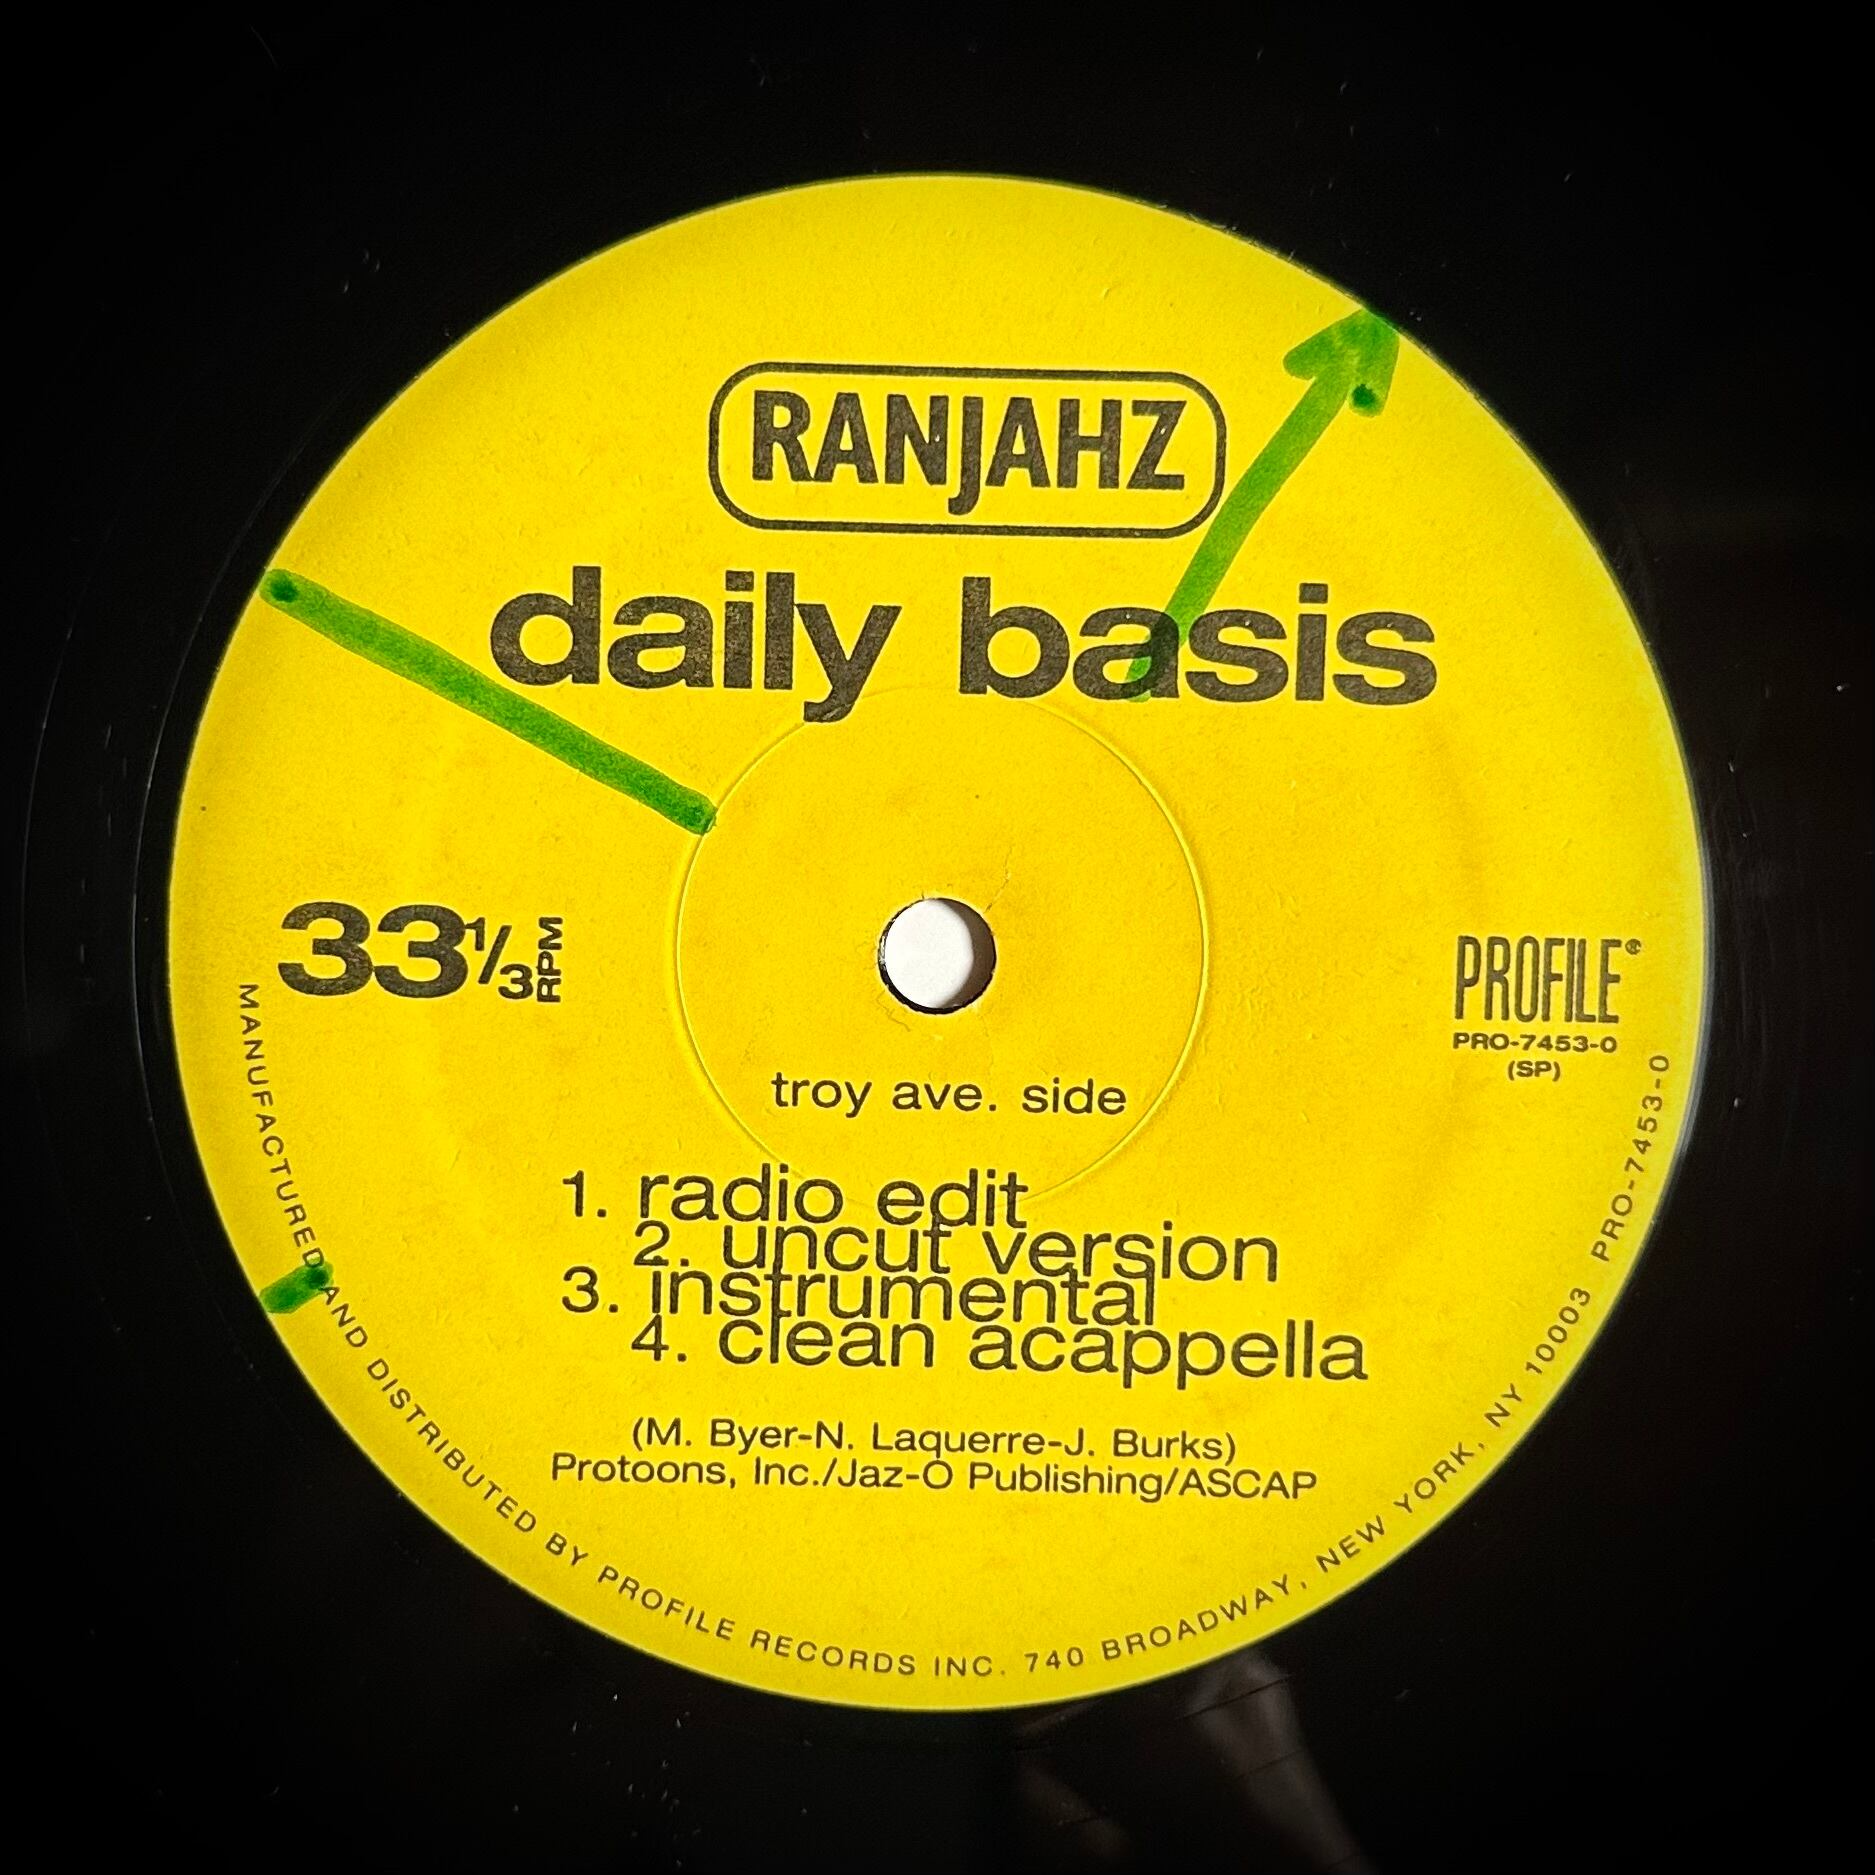 RANJAHZ
daily basis
33 1/3 RPM
PROFILE®
PRO-7453-0
(SP)
troy ave. side
1. radio edit
2. uncut version
3. instrumental
4. clean acappella
(M. Byer-N. Laquerre-J. Burks)
Protoons, Inc./Jaz-O Publishing/ASCAP
MANUFACTURED AND DISTRIBUTED BY PROFILE RECORDS INC. 740 BROADWAY, NEW YORK, NY 10003 PRO-7453-0